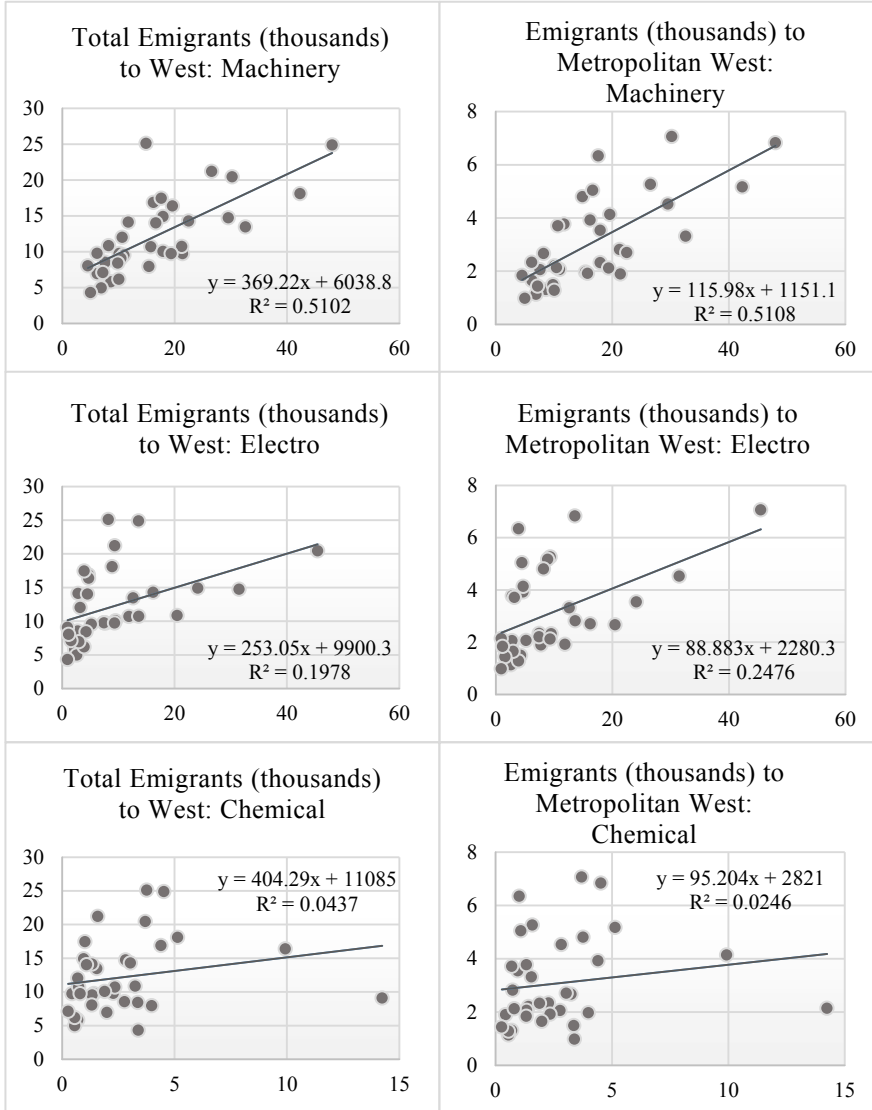 Total Emigrants (thousands)
to West: Machinery
30
25
20
15
10
5
0
y = 369.22x + 6038.8
R² = 0.5102
0 20 40 60
Emigrants (thousands) to
Metropolitan West:
Machinery
8
6
4
2
0
y = 115.98x + 1151.1
R² = 0.5108
0 20 40 60
Total Emigrants (thousands)
to West: Electro
30
25
20
15
10
5
0
y = 253.05x + 9900.3
R² = 0.1978
0 20 40 60
Emigrants (thousands) to
Metropolitan West: Electro
8
6
4
2
0
y = 88.883x + 2280.3
R² = 0.2476
0 20 40 60
Total Emigrants (thousands)
to West: Chemical
30
25
20
15
10
5
0
y = 404.29x + 11085
R² = 0.0437
0 5 10 15
Emigrants (thousands) to
Metropolitan West:
Chemical
8
6
4
2
0
y = 95.204x + 2821
R² = 0.0246
0 5 10 15